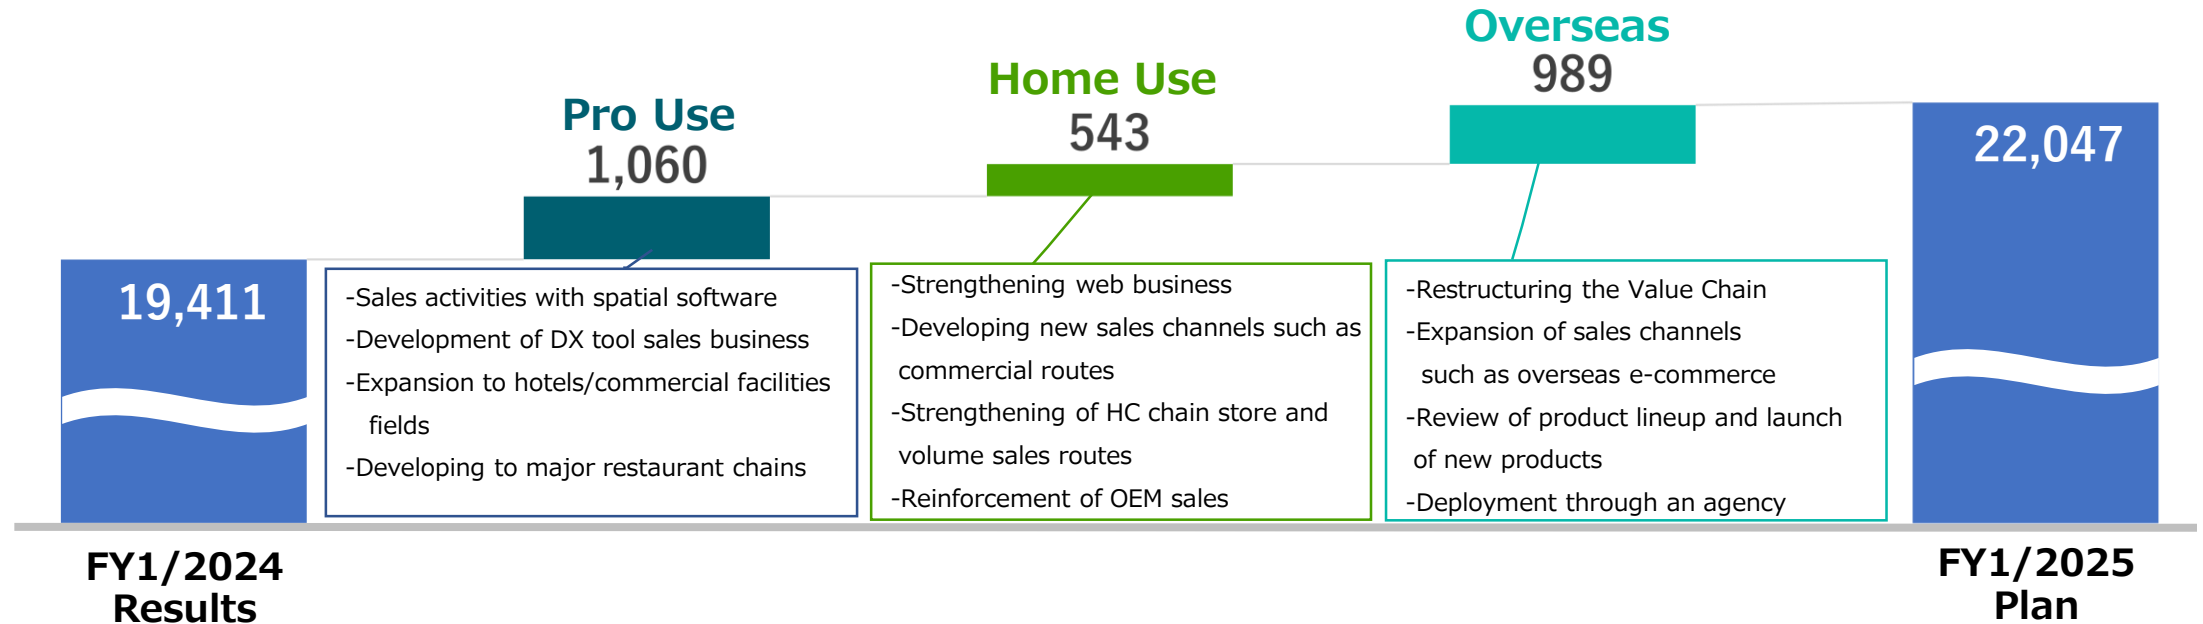 Overseas
989
Home Use
543
Pro Use
1,060
22,047
19,411
-Sales activities with spatial software
-Development of DX tool sales business
-Expansion to hotels/commercial facilities
fields
-Developing to major restaurant chains
-Strengthening web business
-Developing new sales channels such as
commercial routes
-Strengthening of HC chain store and
volume sales routes
-Reinforcement of OEM sales
-Restructuring the Value Chain
-Expansion of sales channels
such as overseas e-commerce
-Review of product lineup and launch
of new products
-Deployment through an agency
FY1/2024
Results
FY1/2025
Plan